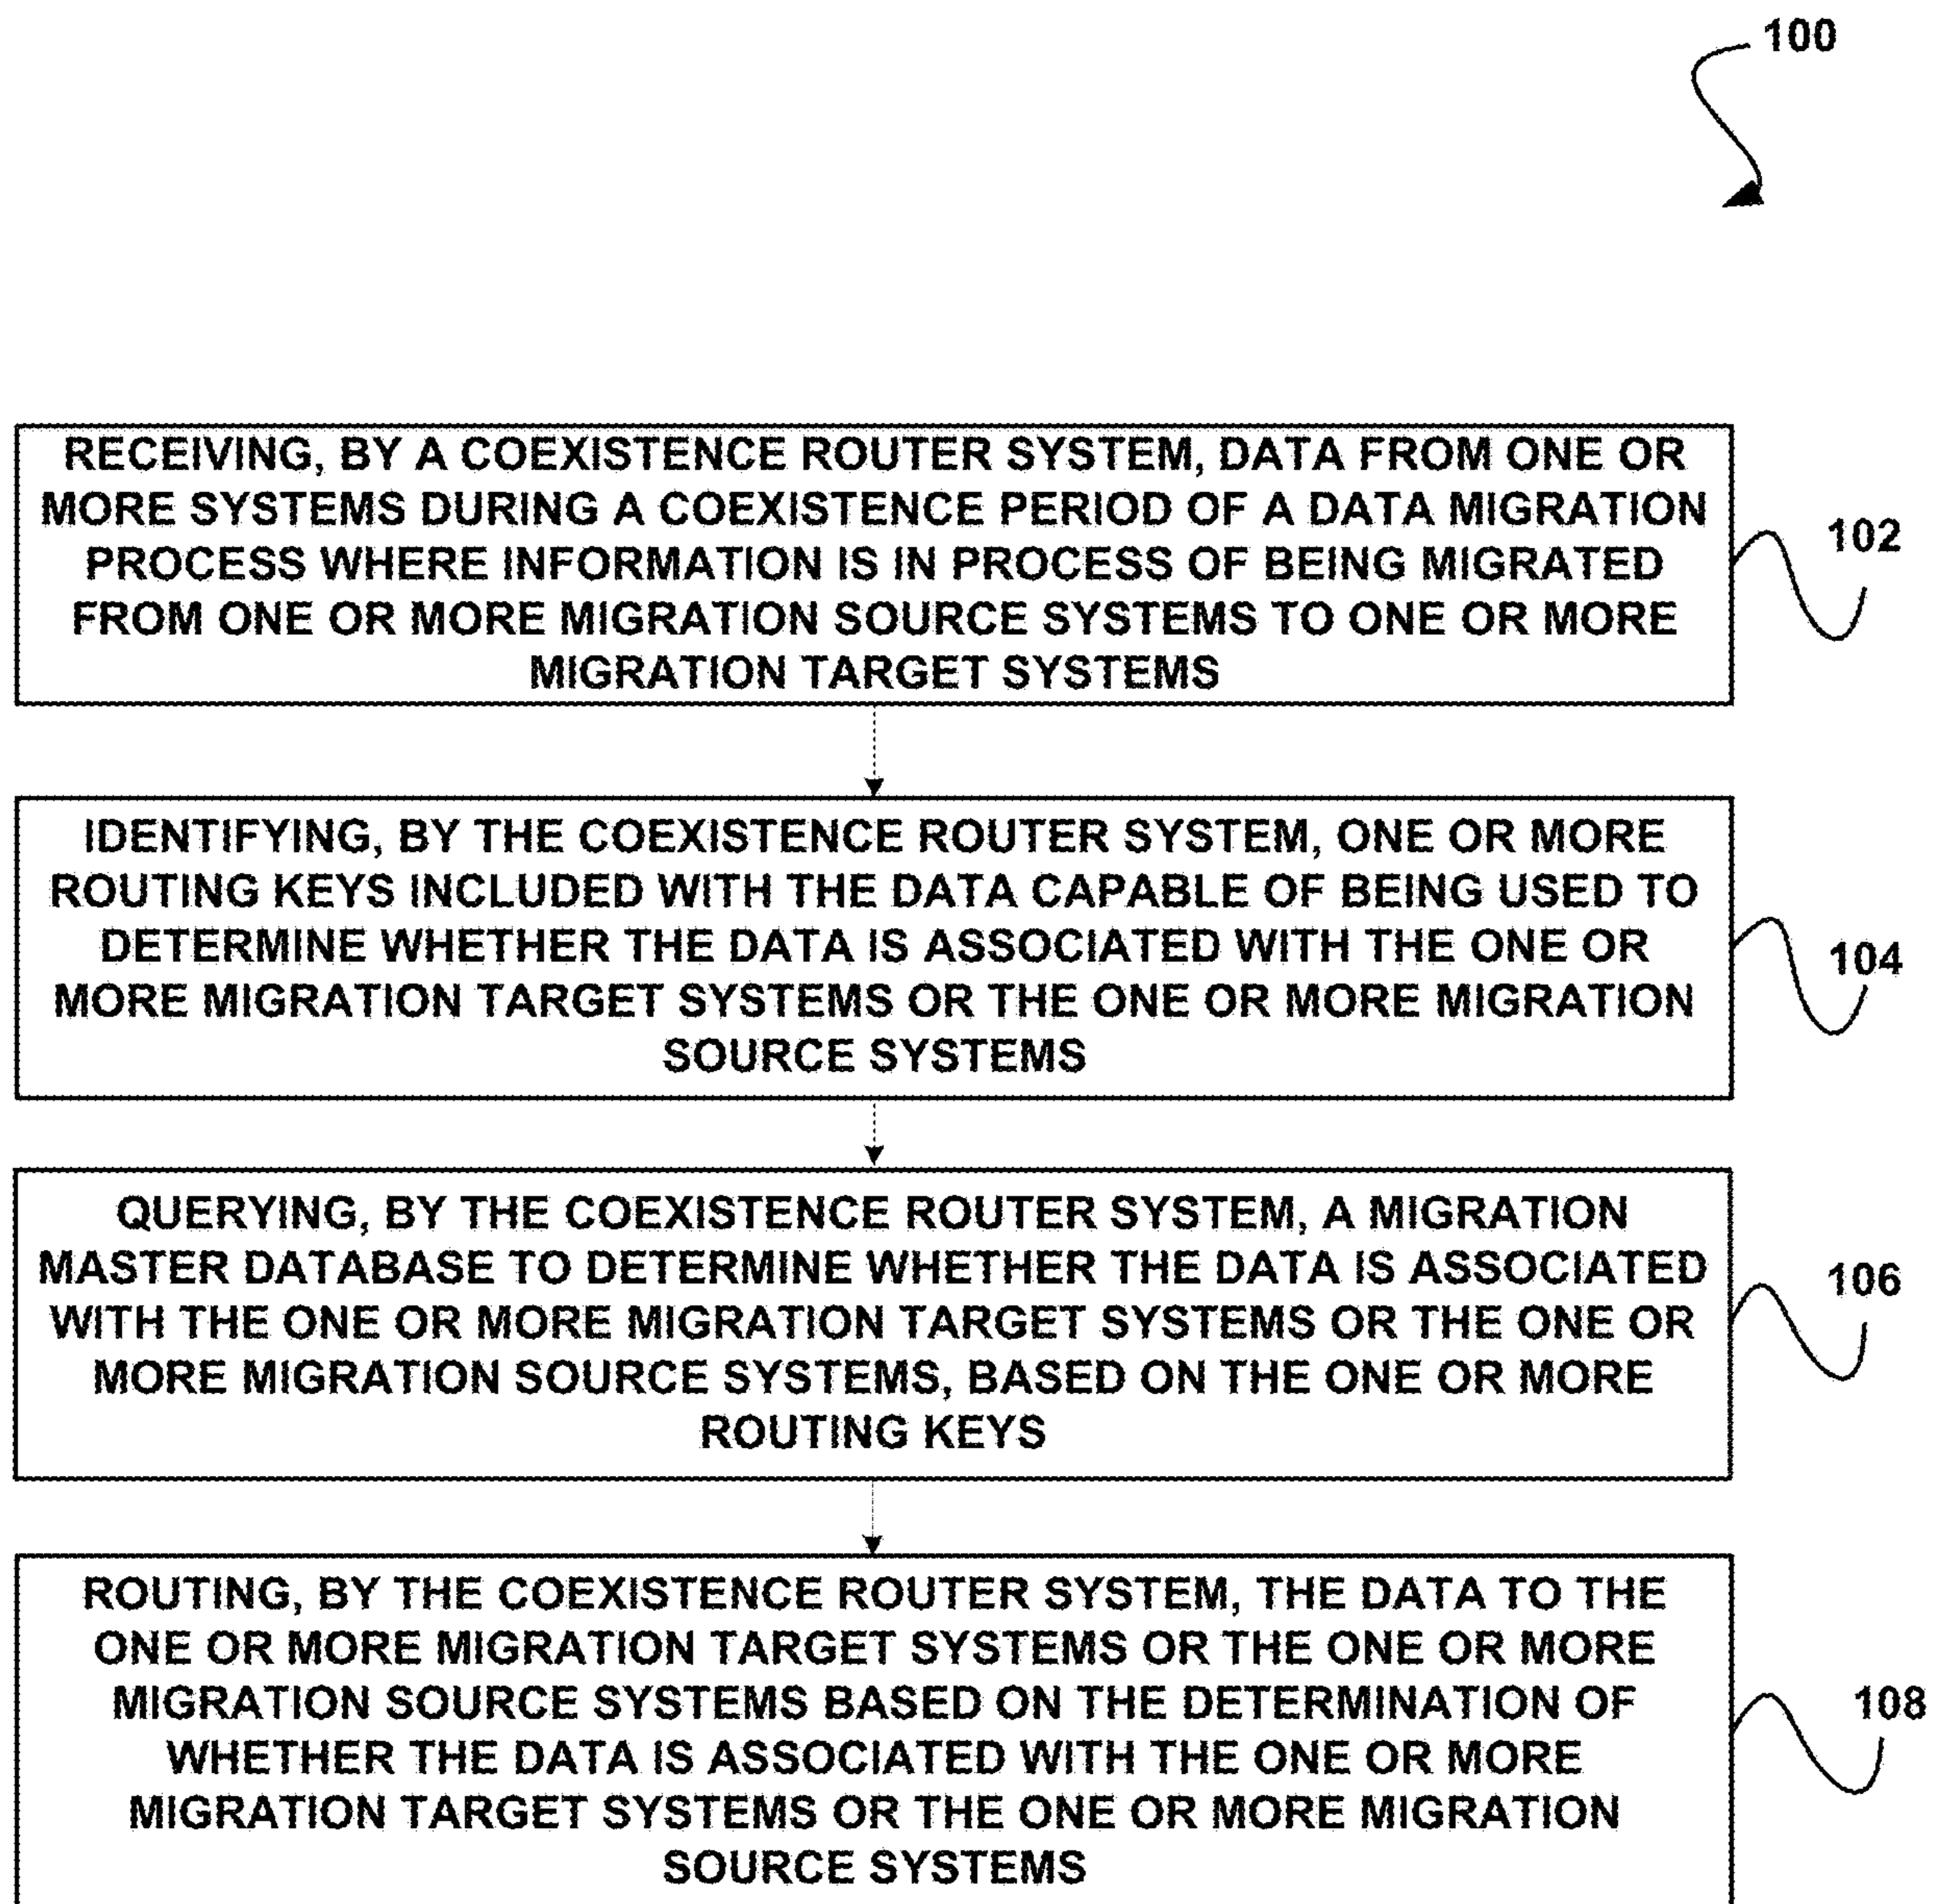 100
RECEIVING, BY A COEXISTENCE ROUTER SYSTEM, DATA FROM ONE OR
MORE SYSTEMS DURING A COEXISTENCE PERIOD OF A DATA MIGRATION
PROCESS WHERE INFORMATION IS IN PROCESS OF BEING MIGRATED
FROM ONE OR MORE MIGRATION SOURCE SYSTEMS TO ONE OR MORE
MIGRATION TARGET SYSTEMS
102
IDENTIFYING, BY THE COEXISTENCE ROUTER SYSTEM, ONE OR MORE
ROUTING KEYS INCLUDED WITH THE DATA CAPABLE OF BEING USED TO
DETERMINE WHETHER THE DATA IS ASSOCIATED WITH THE ONE OR
MORE MIGRATION TARGET SYSTEMS OR THE ONE OR MORE MIGRATION
SOURCE SYSTEMS
104
QUERYING, BY THE COEXISTENCE ROUTER SYSTEM, A MIGRATION
MASTER DATABASE TO DETERMINE WHETHER THE DATA IS ASSOCIATED
WITH THE ONE OR MORE MIGRATION TARGET SYSTEMS OR THE ONE OR
MORE MIGRATION SOURCE SYSTEMS, BASED ON THE ONE OR MORE
ROUTING KEYS
106
ROUTING, BY THE COEXISTENCE ROUTER SYSTEM, THE DATA TO THE
ONE OR MORE MIGRATION TARGET SYSTEMS OR THE ONE OR MORE
MIGRATION SOURCE SYSTEMS BASED ON THE DETERMINATION OF
WHETHER THE DATA IS ASSOCIATED WITH THE ONE OR MORE
MIGRATION TARGET SYSTEMS OR THE ONE OR MORE MIGRATION
SOURCE SYSTEMS
108